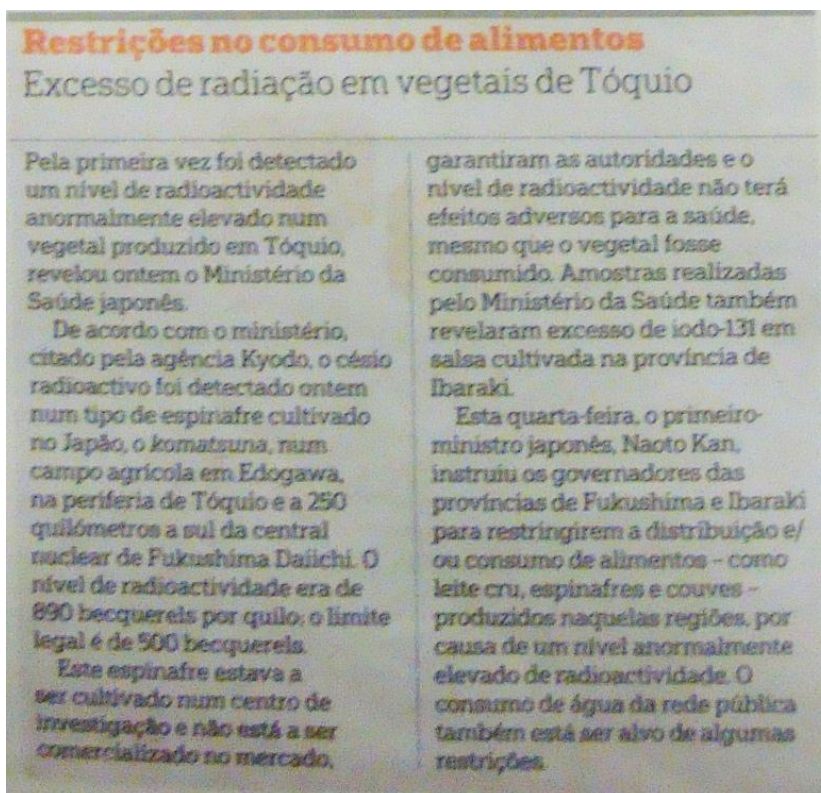 Restrições no consumo de alimentos
Excesso de radiação em vegetais de Tóquio
Pela primeira vez foi detectado
um nível de radioactividade
anormalmente elevado num
vegetal produzido em Tóquio,
revelou ontem o Ministério da
Saúde japonês.
De acordo com o ministério,
citado pela agência Kyodo, o césio
radioactivo foi detectado ontem
num tipo de espinafre cultivado
no Japão, o komatsuna, num
campo agrícola em Edogawa,
na periferia de Tóquio e a 250
quilómetros a sul da central
nuclear de Fukushima Daiichi. O
nível de radioactividade era de
890 becquerels por quilo; o limite
legal é de 500 becquerels.
Este espinafre estava a
ser cultivado num centro de
investigação e não está a ser
comercializado no mercado,
garantiram as autoridades e o
nível de radioactividade não terá
efeitos adversos para a saúde,
mesmo que o vegetal fosse
consumido. Amostras realizadas
pelo Ministério da Saúde também
revelaram excesso de iodo-131 em
salsa cultivada na província de
Ibaraki.
Esta quarta-feira, o primeiro-
ministro japonês, Naoto Kan,
instruiu os governadores das
províncias de Fukushima e Ibaraki
para restringirem a distribuição e/
ou consumo de alimentos – como
leite cru, espinafres e couves –
produzidos naquelas regiões, por
causa de um nível anormalmente
elevado de radioactividade. O
consumo de água da rede pública
também está ser alvo de algumas
restrições.